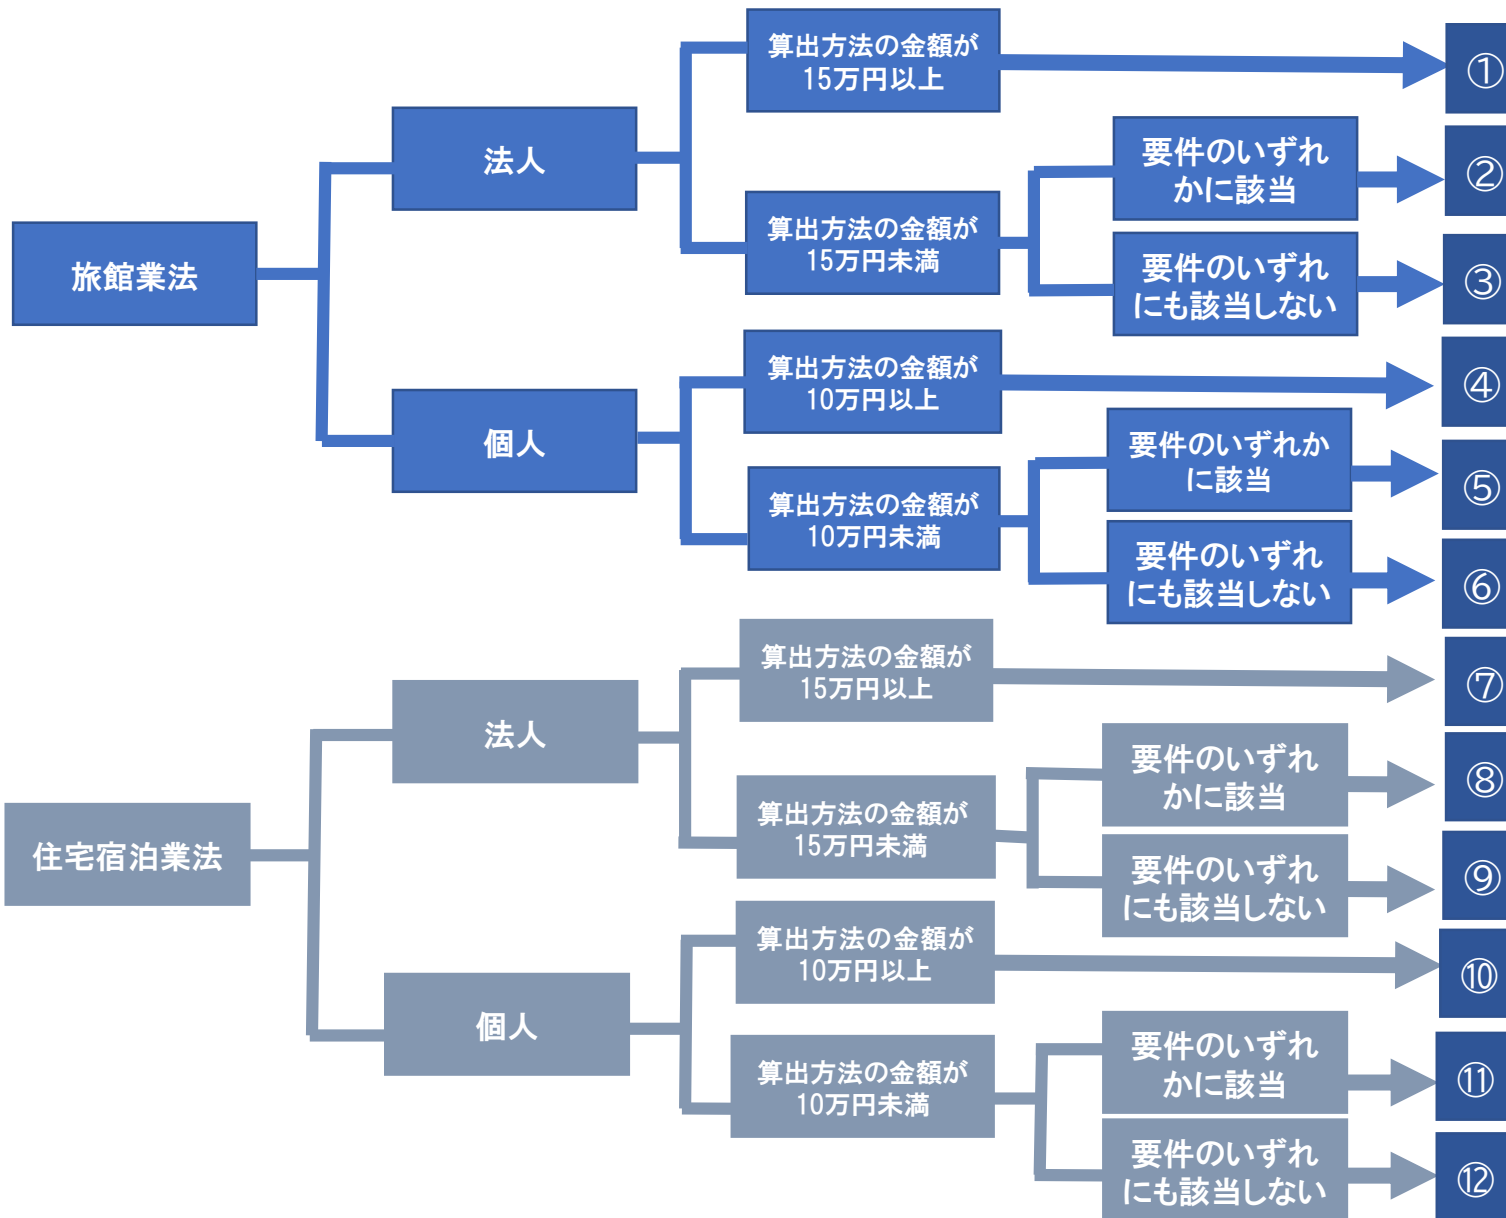 旅館業法
法人
算出方法の金額が
15万円以上
①
算出方法の金額が
15万円未満
要件のいずれ
かに該当
②
要件のいずれ
にも該当しない
③
個人
算出方法の金額が
10万円以上
④
算出方法の金額が
10万円未満
要件のいずれか
に該当
⑤
要件のいずれ
にも該当しない
⑥
住宅宿泊業法
法人
算出方法の金額が
15万円以上
⑦
算出方法の金額が
15万円未満
要件のいずれ
かに該当
⑧
要件のいずれ
にも該当しない
⑨
個人
算出方法の金額が
10万円以上
⑩
算出方法の金額が
10万円未満
要件のいずれ
かに該当
⑪
要件のいずれ
にも該当しない
⑫